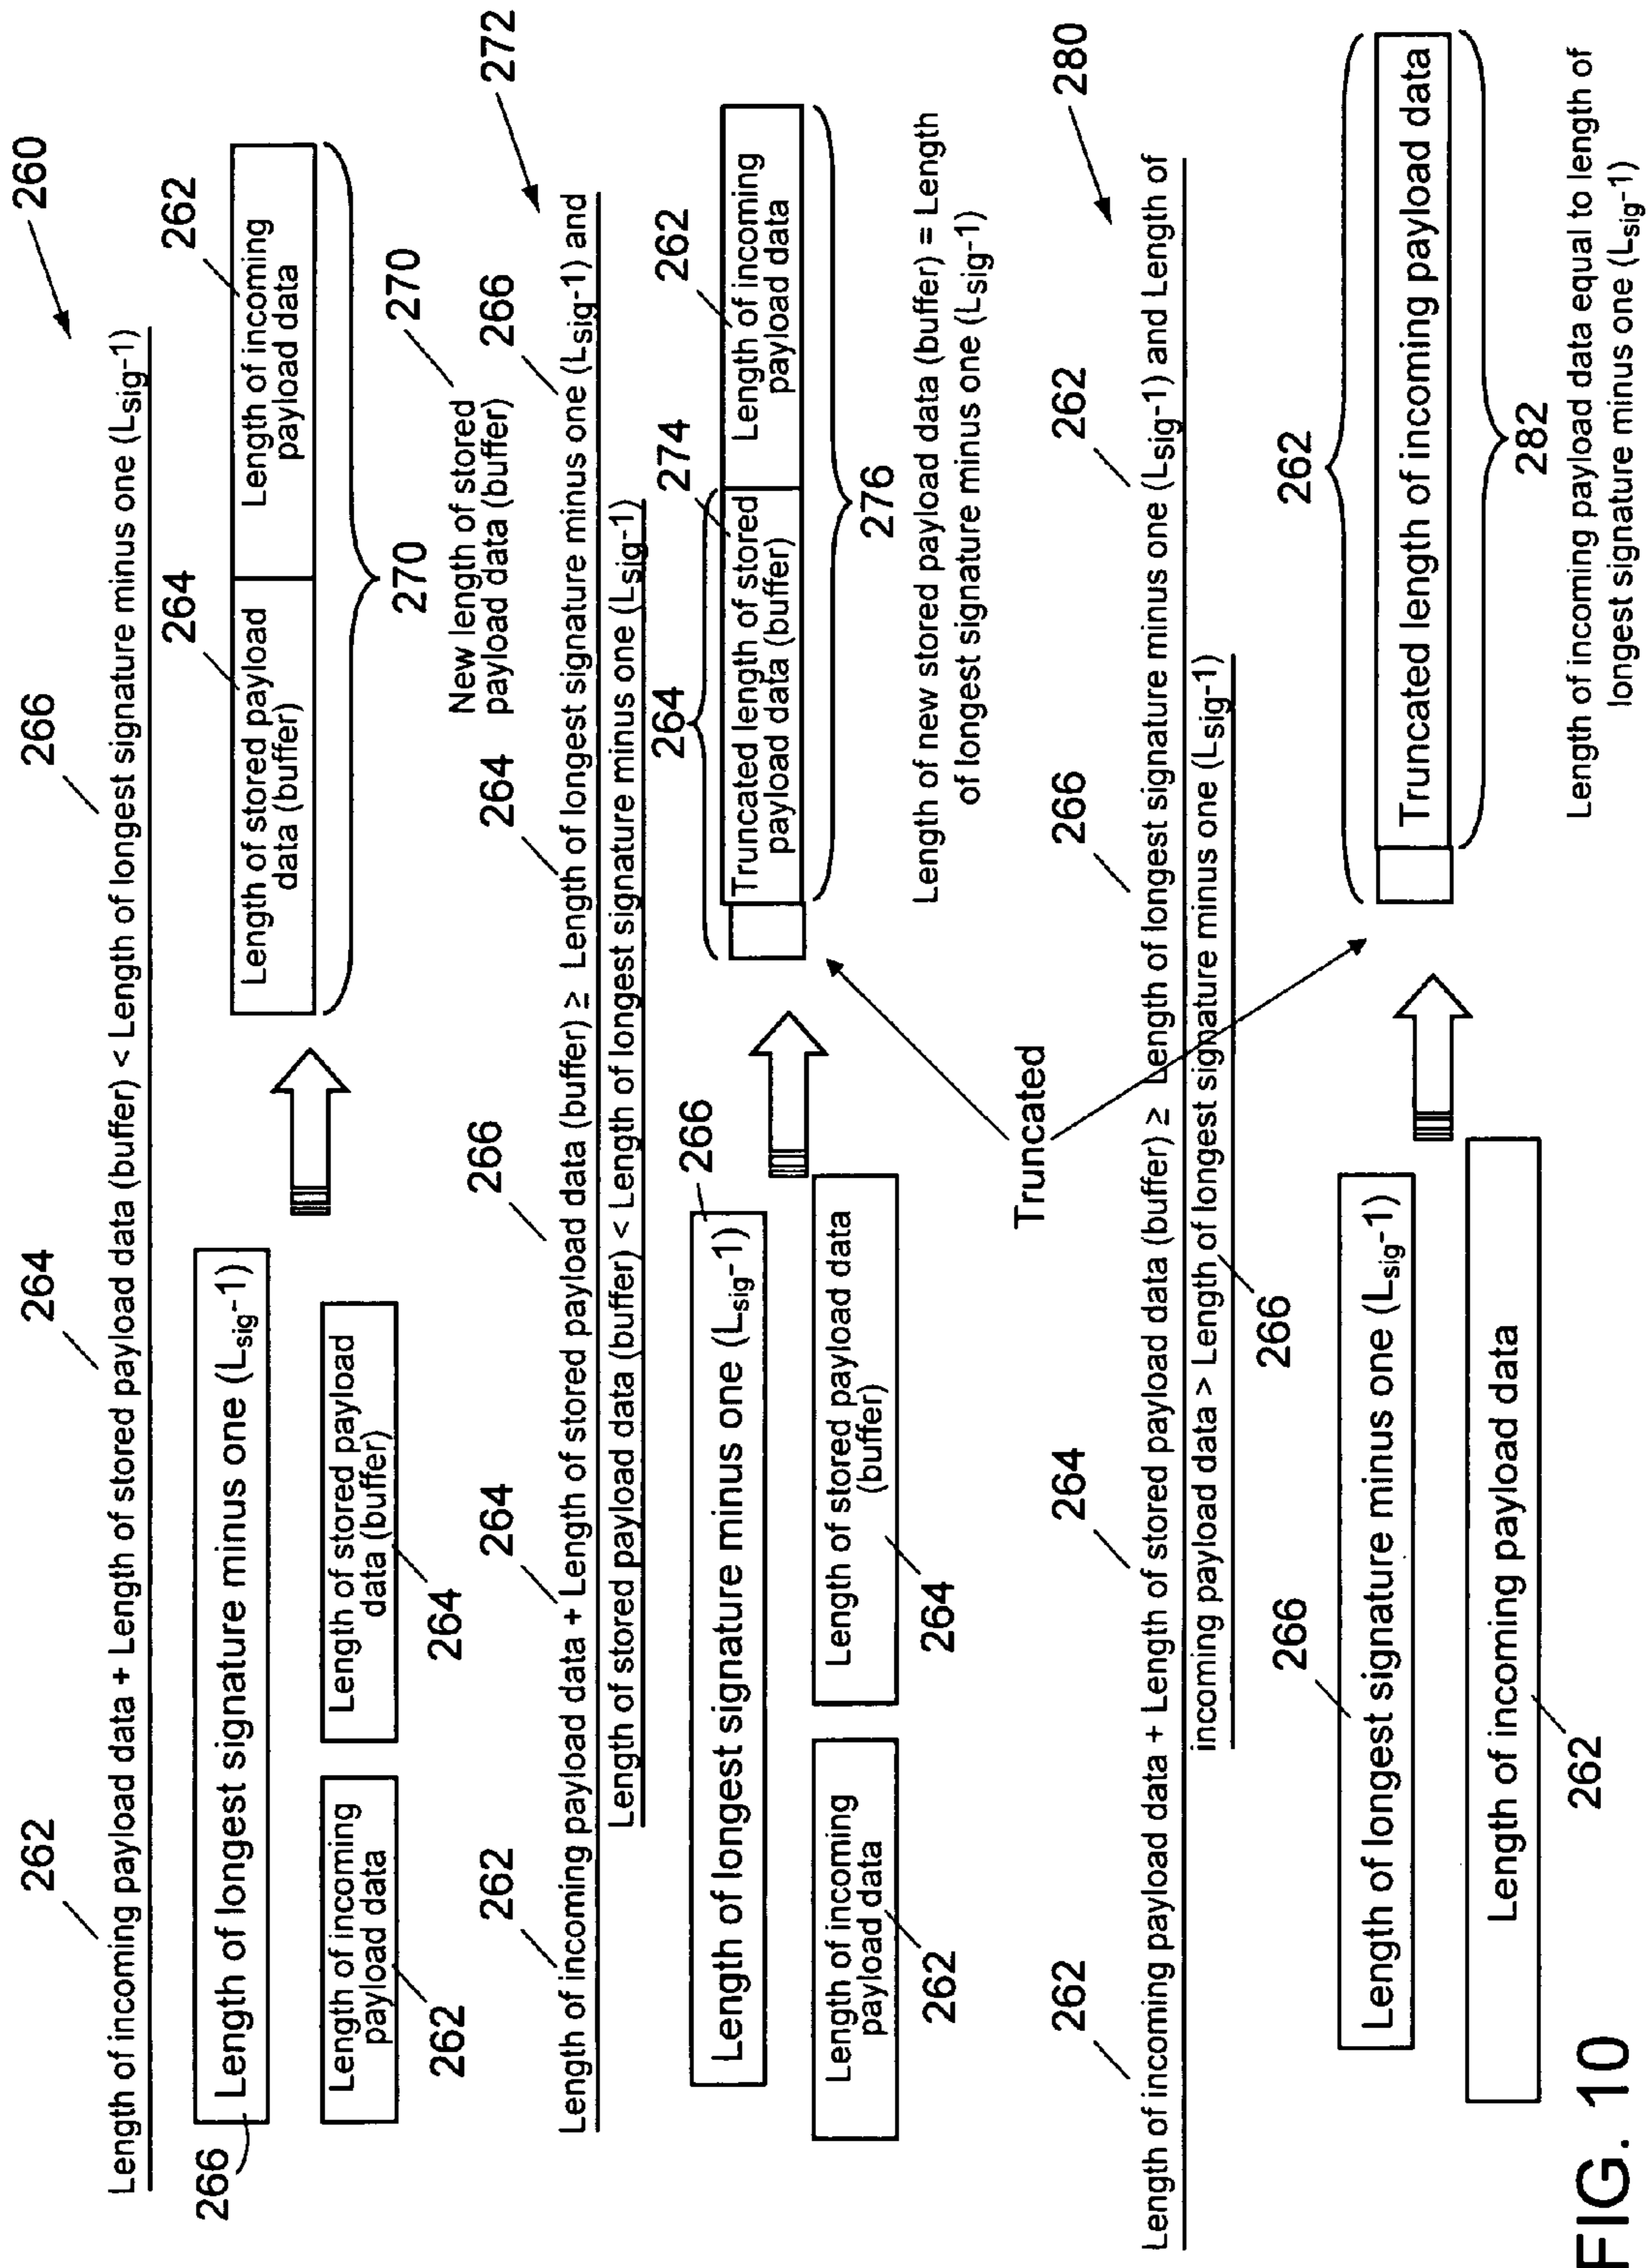 260
262
264
266
Length of incoming payload data + Length of stored payload data (buffer) < Length of longest signature minus one (Lsig-1)
266
Length of longest signature minus one (Lsig-1)
Length of incoming
payload data
262
Length of stored payload
data (buffer)
264
264
262
Length of stored payload
data (buffer)
Length of incoming
payload data
270
270
New length of stored
payload data (buffer)
272
262
264
266
264
266
Length of incoming payload data + Length of stored payload data (buffer) ≥ Length of longest signature minus one (Lsig-1) and
Length of stored payload data (buffer) < Length of longest signature minus one (Lsig-1)
Length of longest signature minus one (Lsig-1)
266
Length of incoming
payload data
262
Length of stored payload data
(buffer)
264
264
274
262
Truncated length of stored
payload data (buffer)
Length of incoming
payload data
276
Length of new stored payload data (buffer) = Length
of longest signature minus one (Lsig-1)
Truncated
280
262
264
266
262
Length of incoming payload data + Length of stored payload data (buffer) ≥ Length of longest signature minus one (Lsig-1) and Length of
incoming payload data > Length of longest signature minus one (Lsig-1)
266
266
Length of longest signature minus one (Lsig-1)
Length of incoming payload data
262
262
Truncated length of incoming payload data
282
Length of incoming payload data equal to length of
longest signature minus one (Lsig-1)
FIG. 10